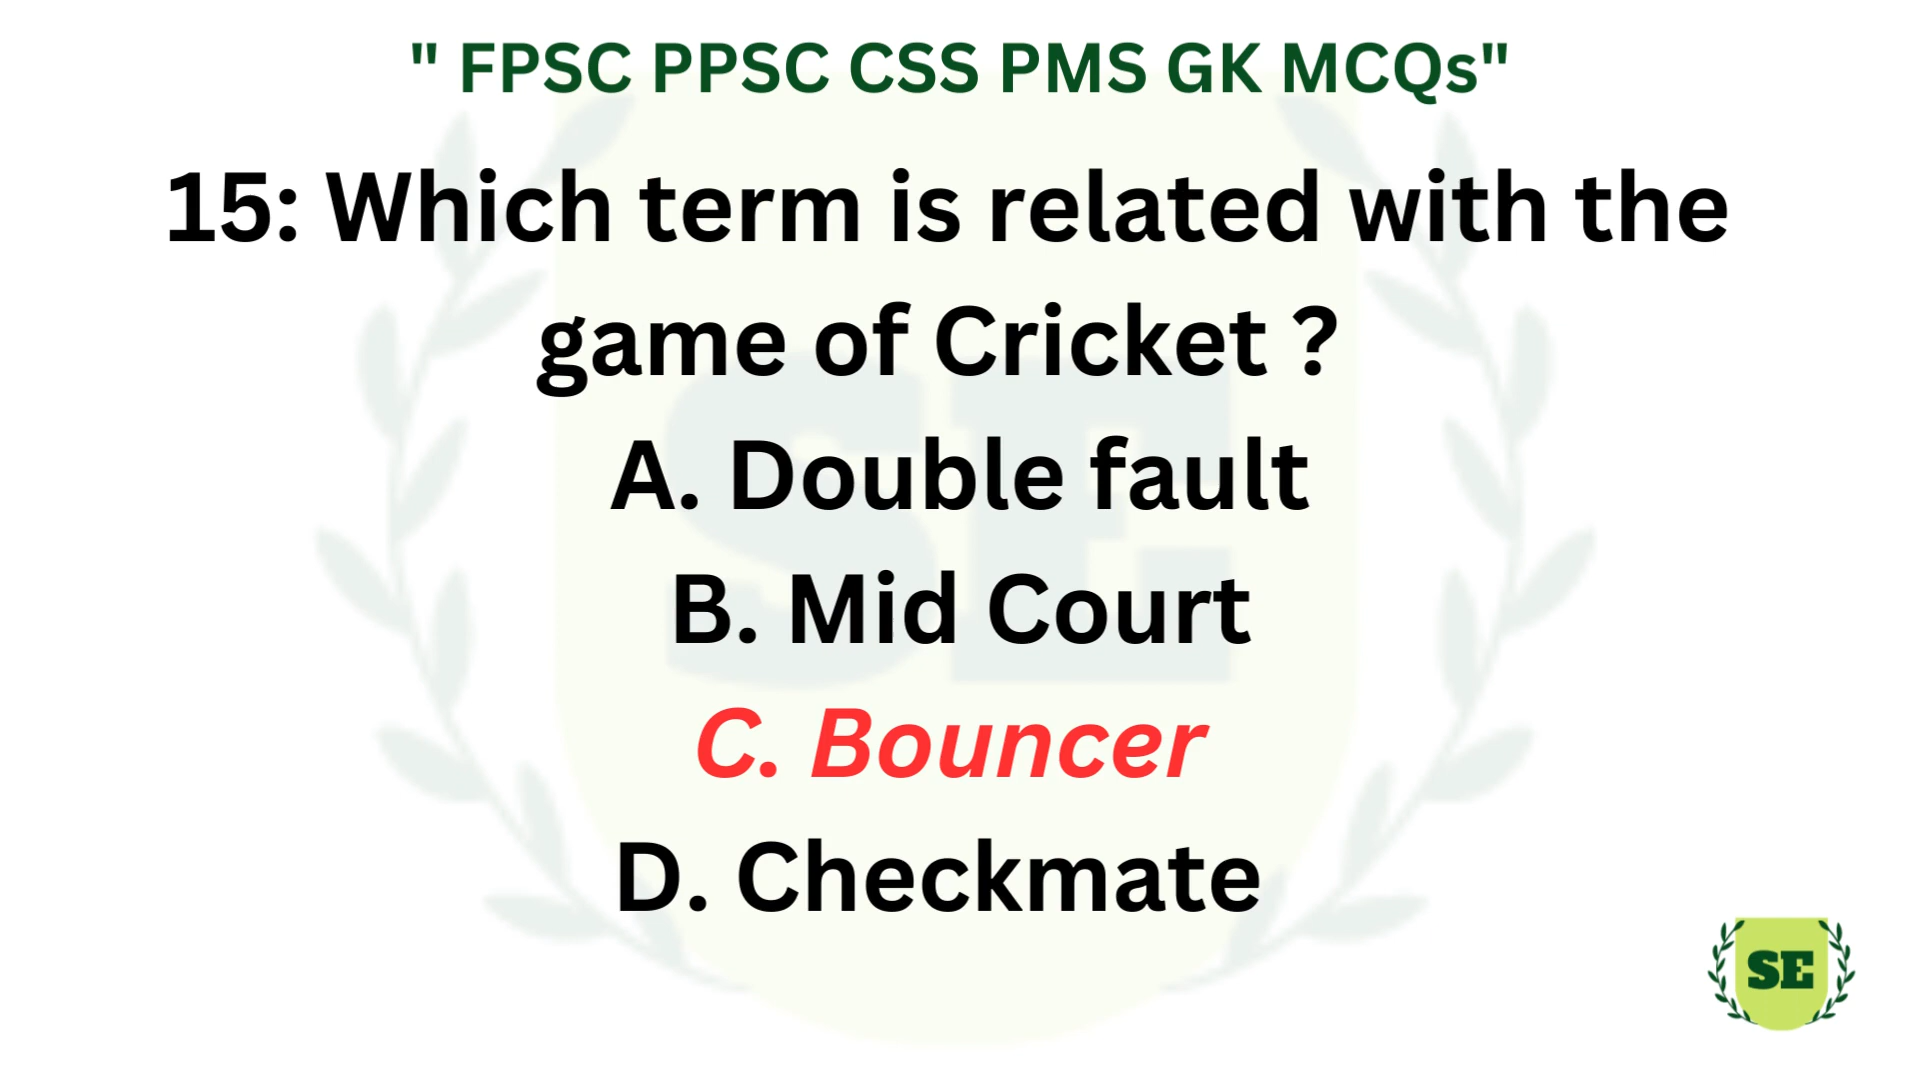 " FPSC PPSC CSS PMS GK MCQs"
15: Which term is related with the
game of Cricket ?
A. Double fault
B. Mid Court
C. Bouncer
D. Checkmate
SE
SE